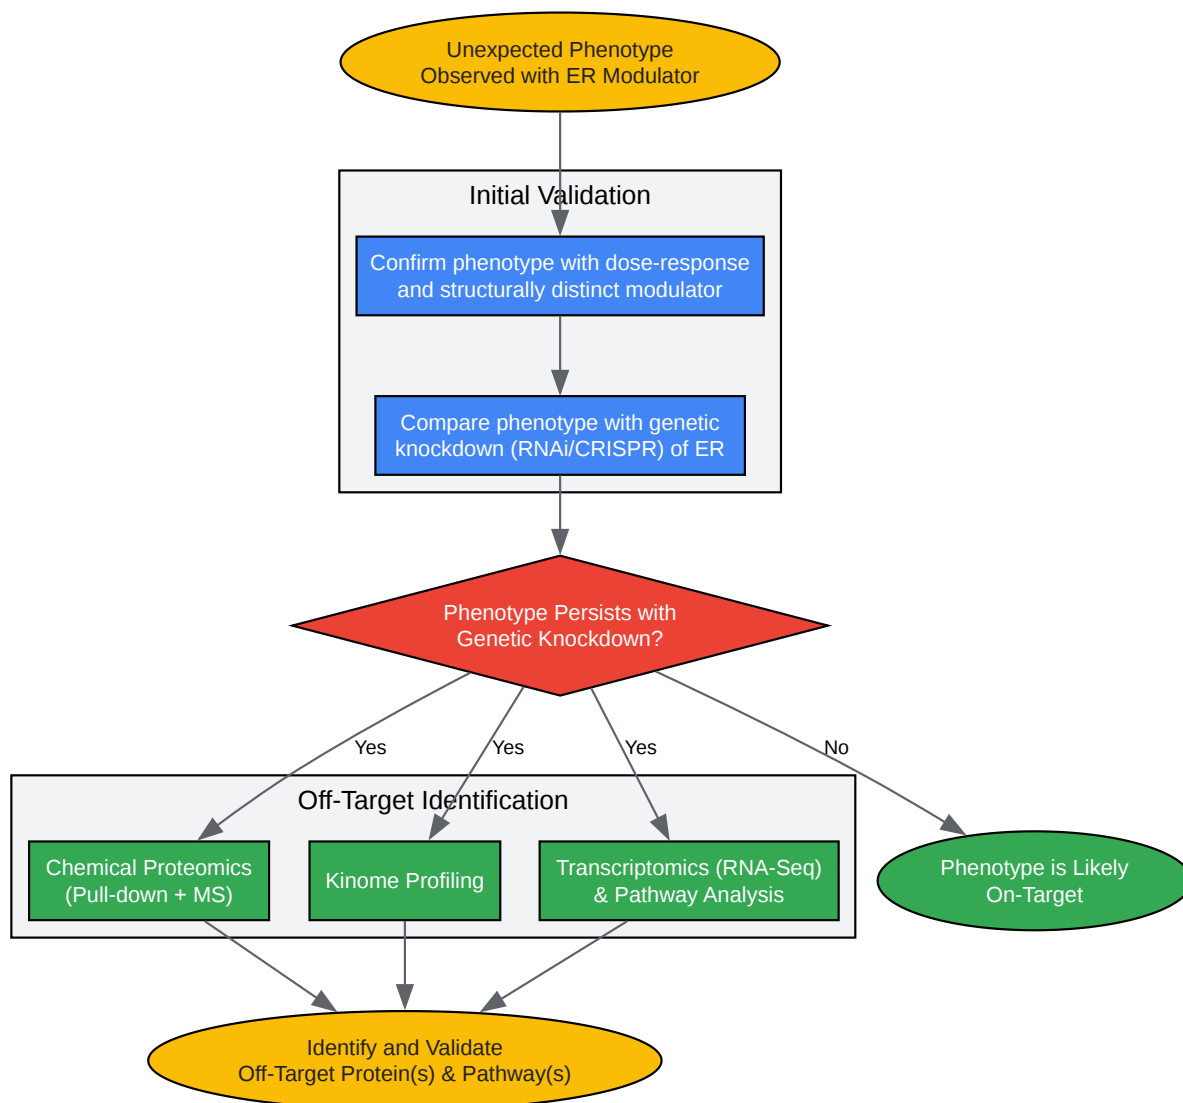 Unexpected Phenotype
Observed with ER Modulator
Initial Validation
Confirm phenotype with dose-response
and structurally distinct modulator
Compare phenotype with genetic
knockdown (RNAi/CRISPR) of ER
Phenotype Persists with
Genetic Knockdown?
Yes
Yes
Yes
No
Off-Target Identification
Chemical Proteomics
(Pull-down + MS)
Kinome Profiling
Transcriptomics (RNA-Seq)
& Pathway Analysis
Phenotype is Likely
On-Target
Identify and Validate
Off-Target Protein(s) & Pathway(s)